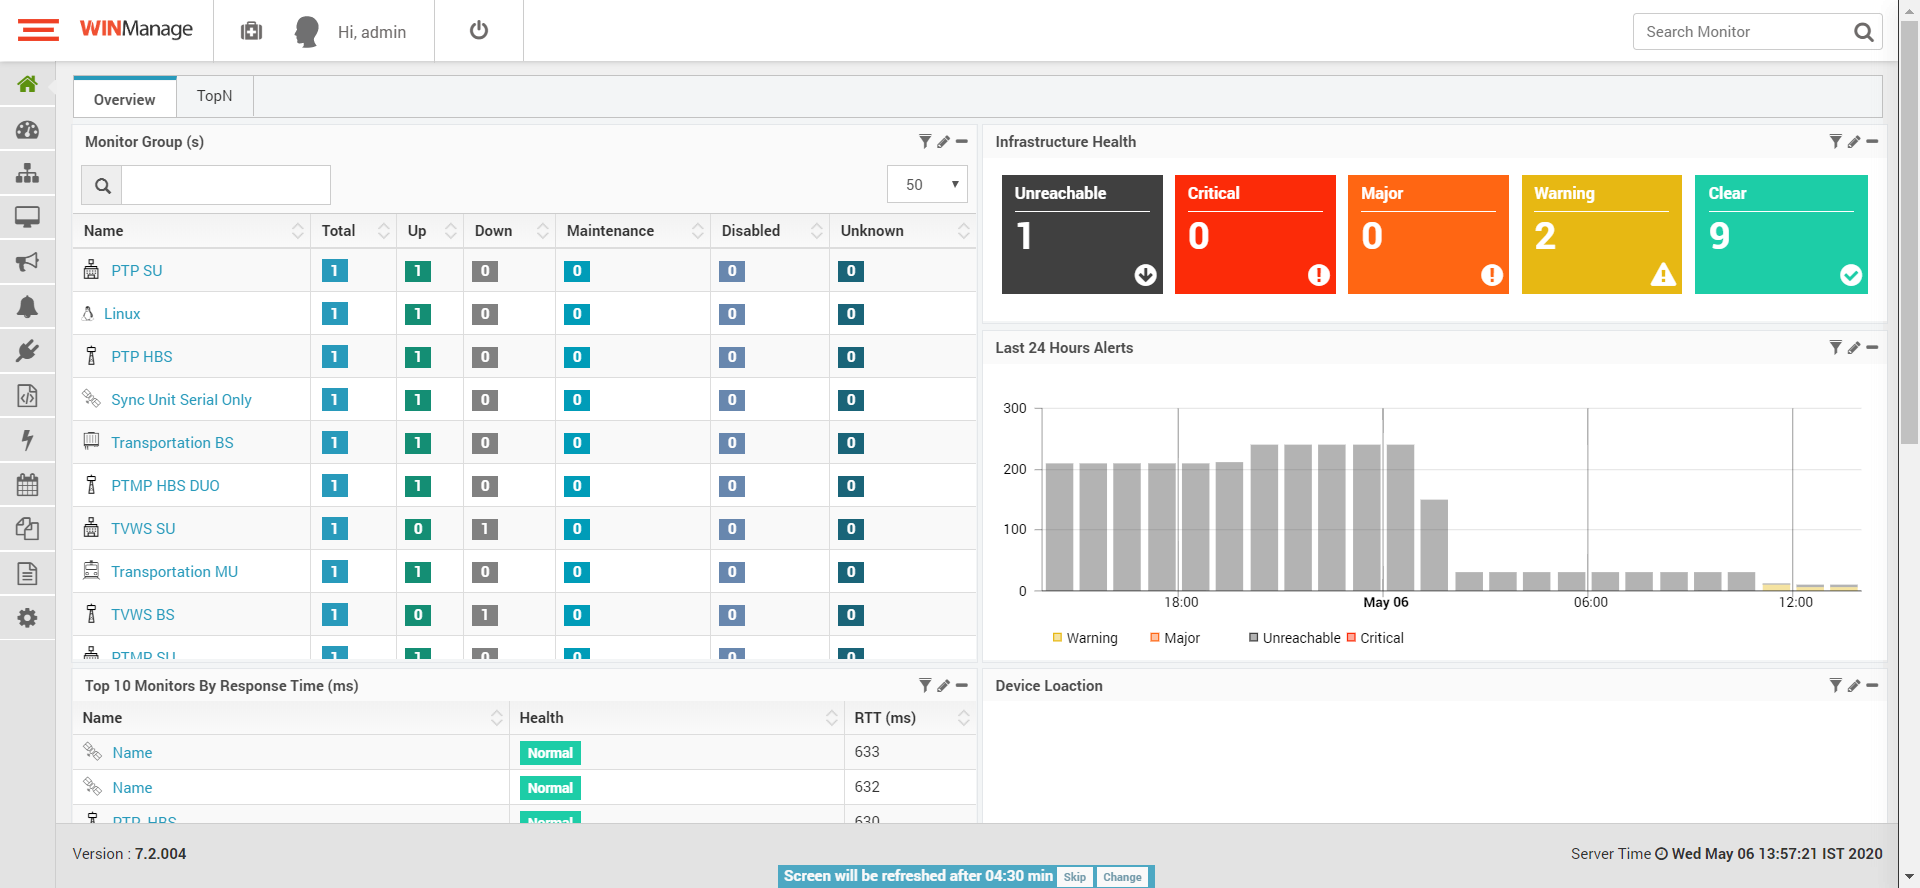 WINManage
Hi, admin
Search Monitor
Overview
TopN
Monitor Group (s)
50
Name Total Up Down Maintenance Disabled Unknown
PTP SU 1 1 0 0 0 0
Linux 1 1 0 0 0 0
PTP HBS 1 1 0 0 0 0
Sync Unit Serial Only 1 1 0 0 0 0
Transportation BS 1 1 0 0 0 0
PTMP HBS DUO 1 1 0 0 0 0
TVWS SU 1 0 1 0 0 0
Transportation MU 1 1 0 0 0 0
TVWS BS 1 0 1 0 0 0
PTMP SU 1 1 0 0 0 0
Infrastructure Health
Unreachable
1
Critical
0
Major
0
Warning
2
Clear
9
Last 24 Hours Alerts
300
200
100
0
18:00 May 06 06:00 12:00
Warning Major Unreachable Critical
Top 10 Monitors By Response Time (ms)
Name Health RTT (ms)
Name Normal 633
Name Normal 632
PTP HBS Normal 630
Device Loaction
Version : 7.2.004
Server Time Wed May 06 13:57:21 IST 2020
Screen will be refreshed after 04:30 min Skip Change